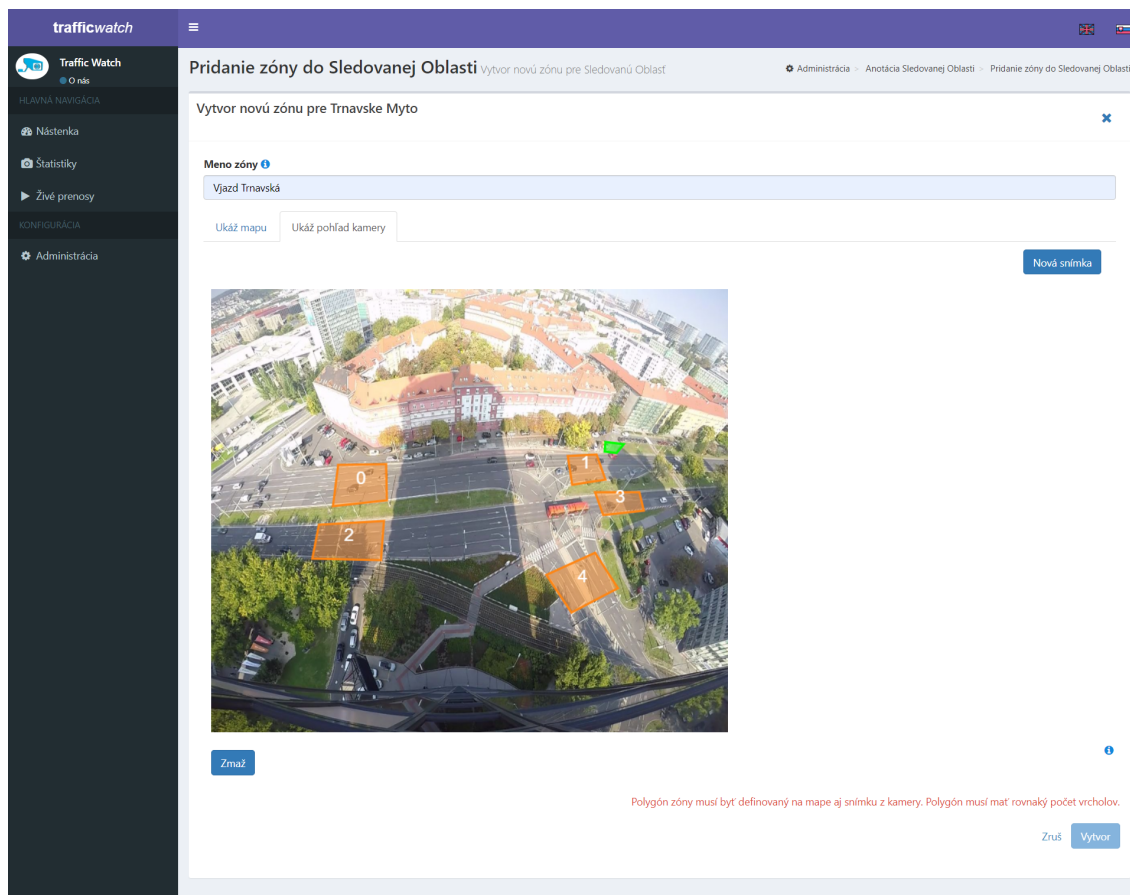 trafficwatch
Traffic Watch
O nás
HLAVNÁ NAVIGÁCIA
Nástenka
Štatistiky
Živé prenosy
KONFIGURÁCIA
Administrácia
Pridanie zóny do Sledovanej Oblasti Vytvor novú zónu pre Sledovanú Oblasť
Administrácia > Anotácia Sledovanej Oblasti > Pridanie zóny do Sledovanej Oblasti
Vytvor novú zónu pre Trnavske Myto
Meno zóny
Vjazd Trnavská
Ukáž mapu Ukáž pohľad kamery
Nová snímka
0
1
3
2
4
Zmaž
Polygón zóny musí byť definovaný na mape aj snímku z kamery. Polygón musí mať rovnaký počet vrcholov.
Zruš Vytvor